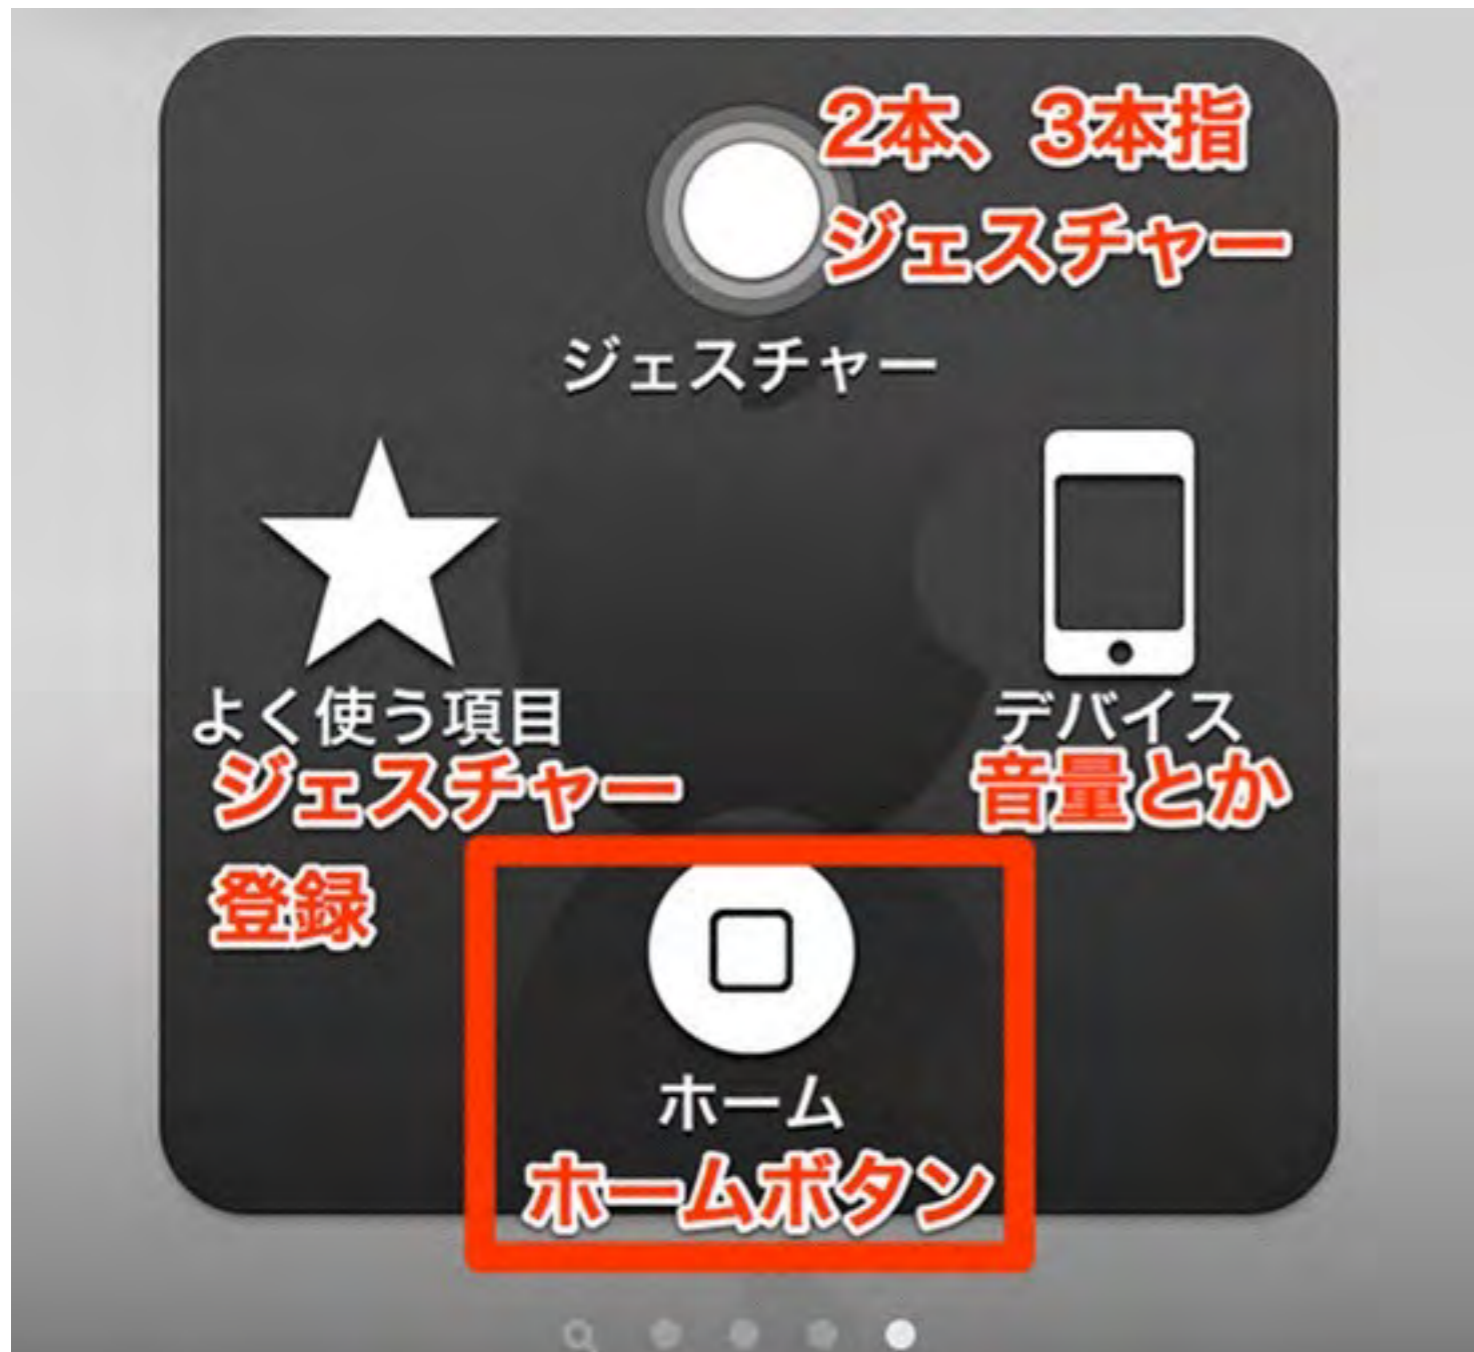 2本、3本指
ジェスチャー
ジェスチャー
よく使う項目
ジェスチャー
登録
デバイス
音量とか
ホーム
ホームボタン